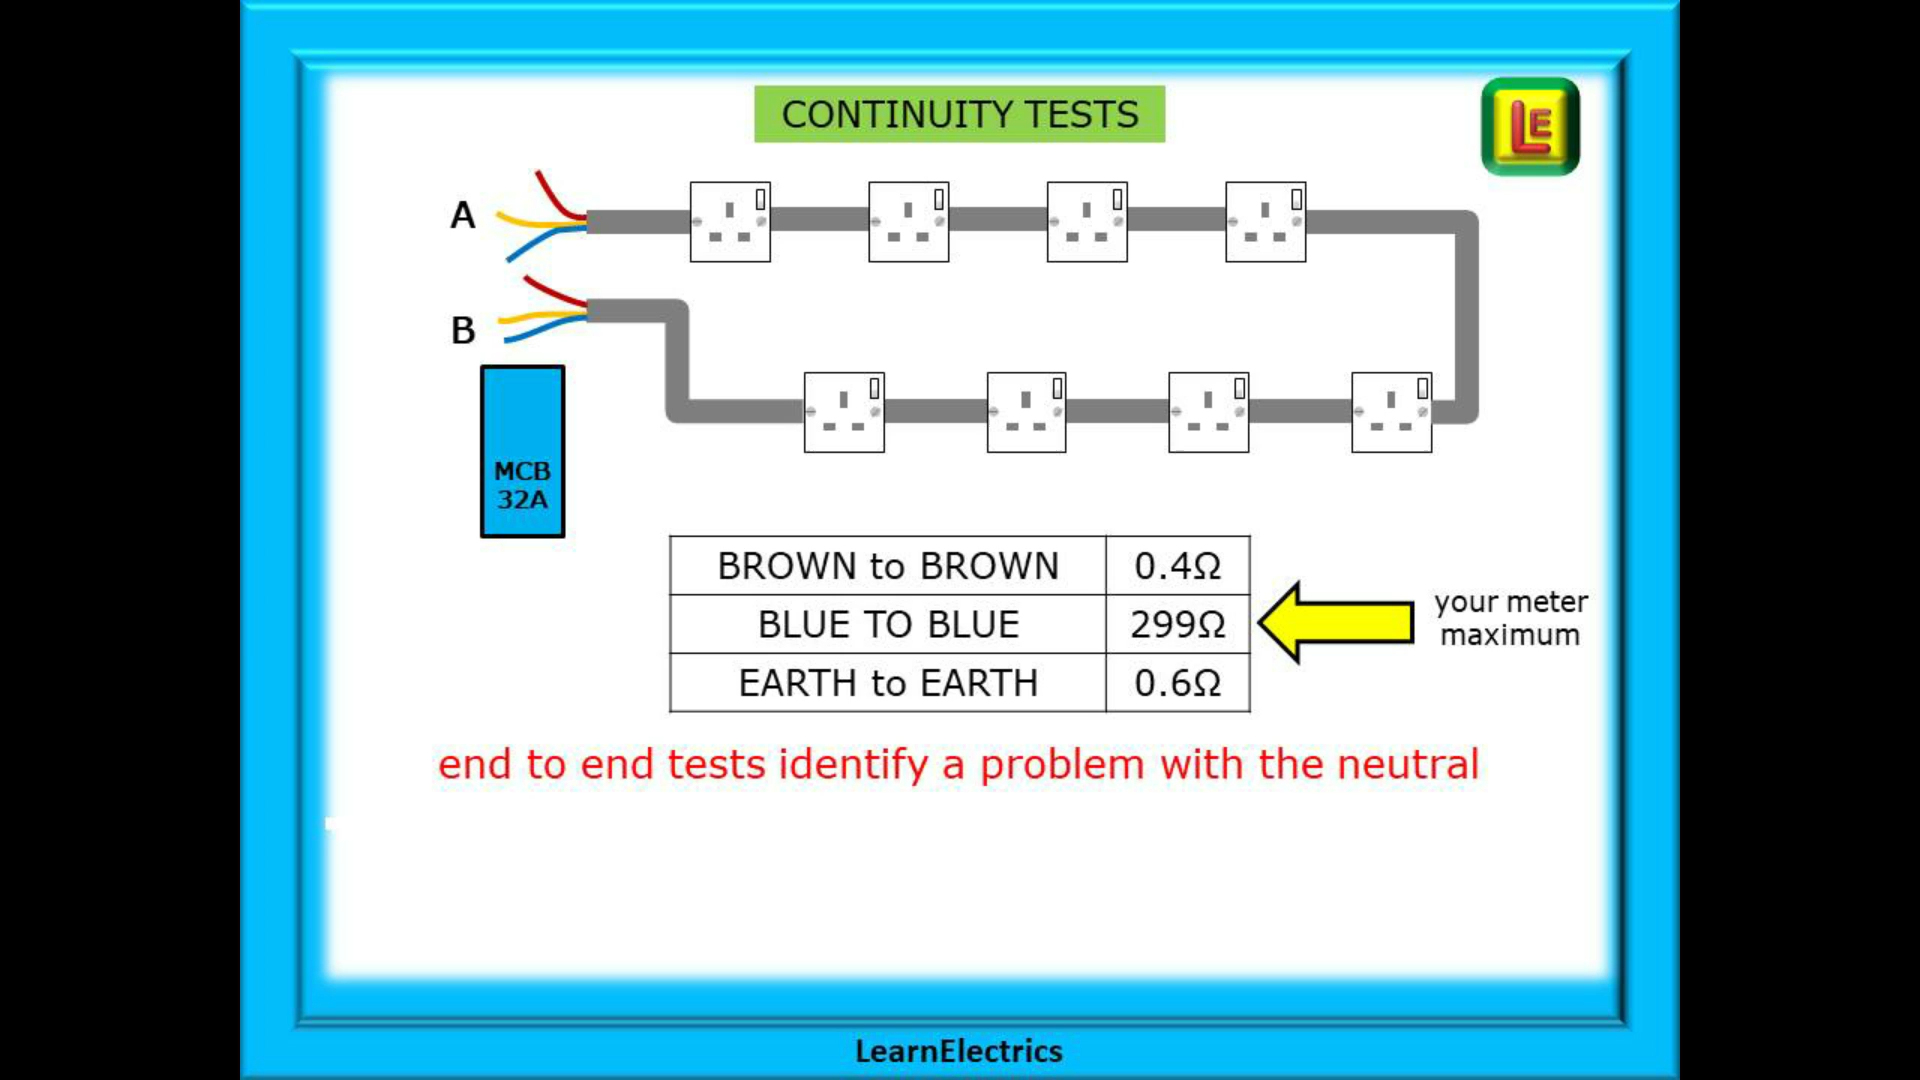 CONTINUITY TESTS
LE
A
B
MCB
32A
BROWN to BROWN 0.4Ω
BLUE TO BLUE 299Ω
EARTH to EARTH 0.6Ω
your meter
maximum
end to end tests identify a problem with the neutral
LearnElectrics